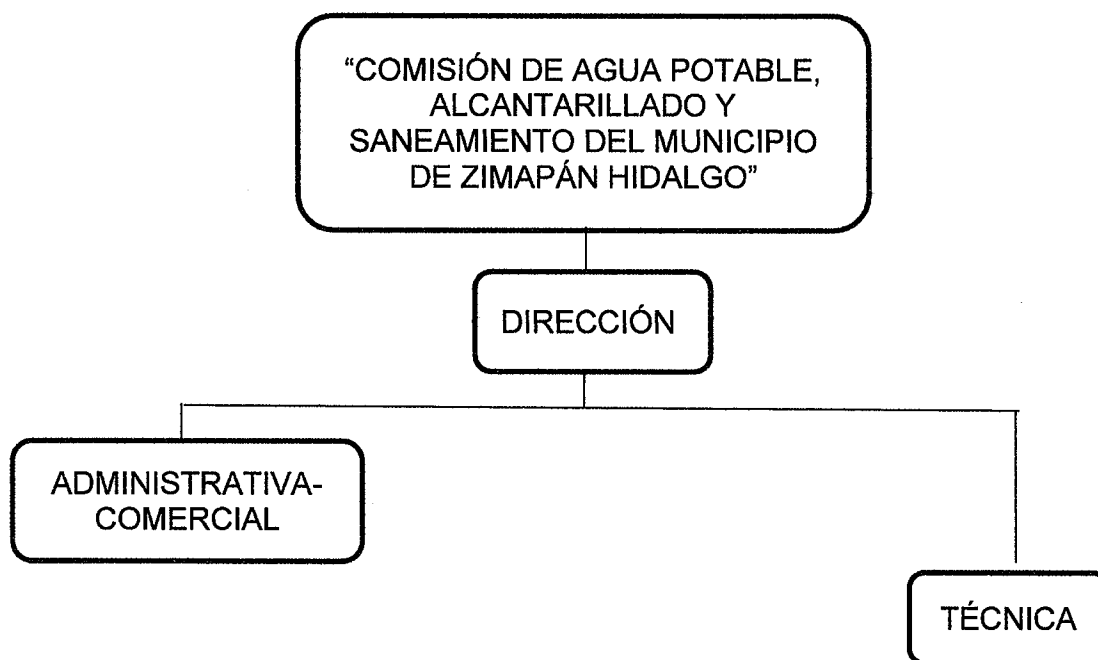 “COMISIÓN DE AGUA POTABLE,
ALCANTARILLADO Y
SANEAMIENTO DEL MUNICIPIO
DE ZIMAPÁN HIDALGO”
DIRECCIÓN
ADMINISTRATIVA-
COMERCIAL
TÉCNICA